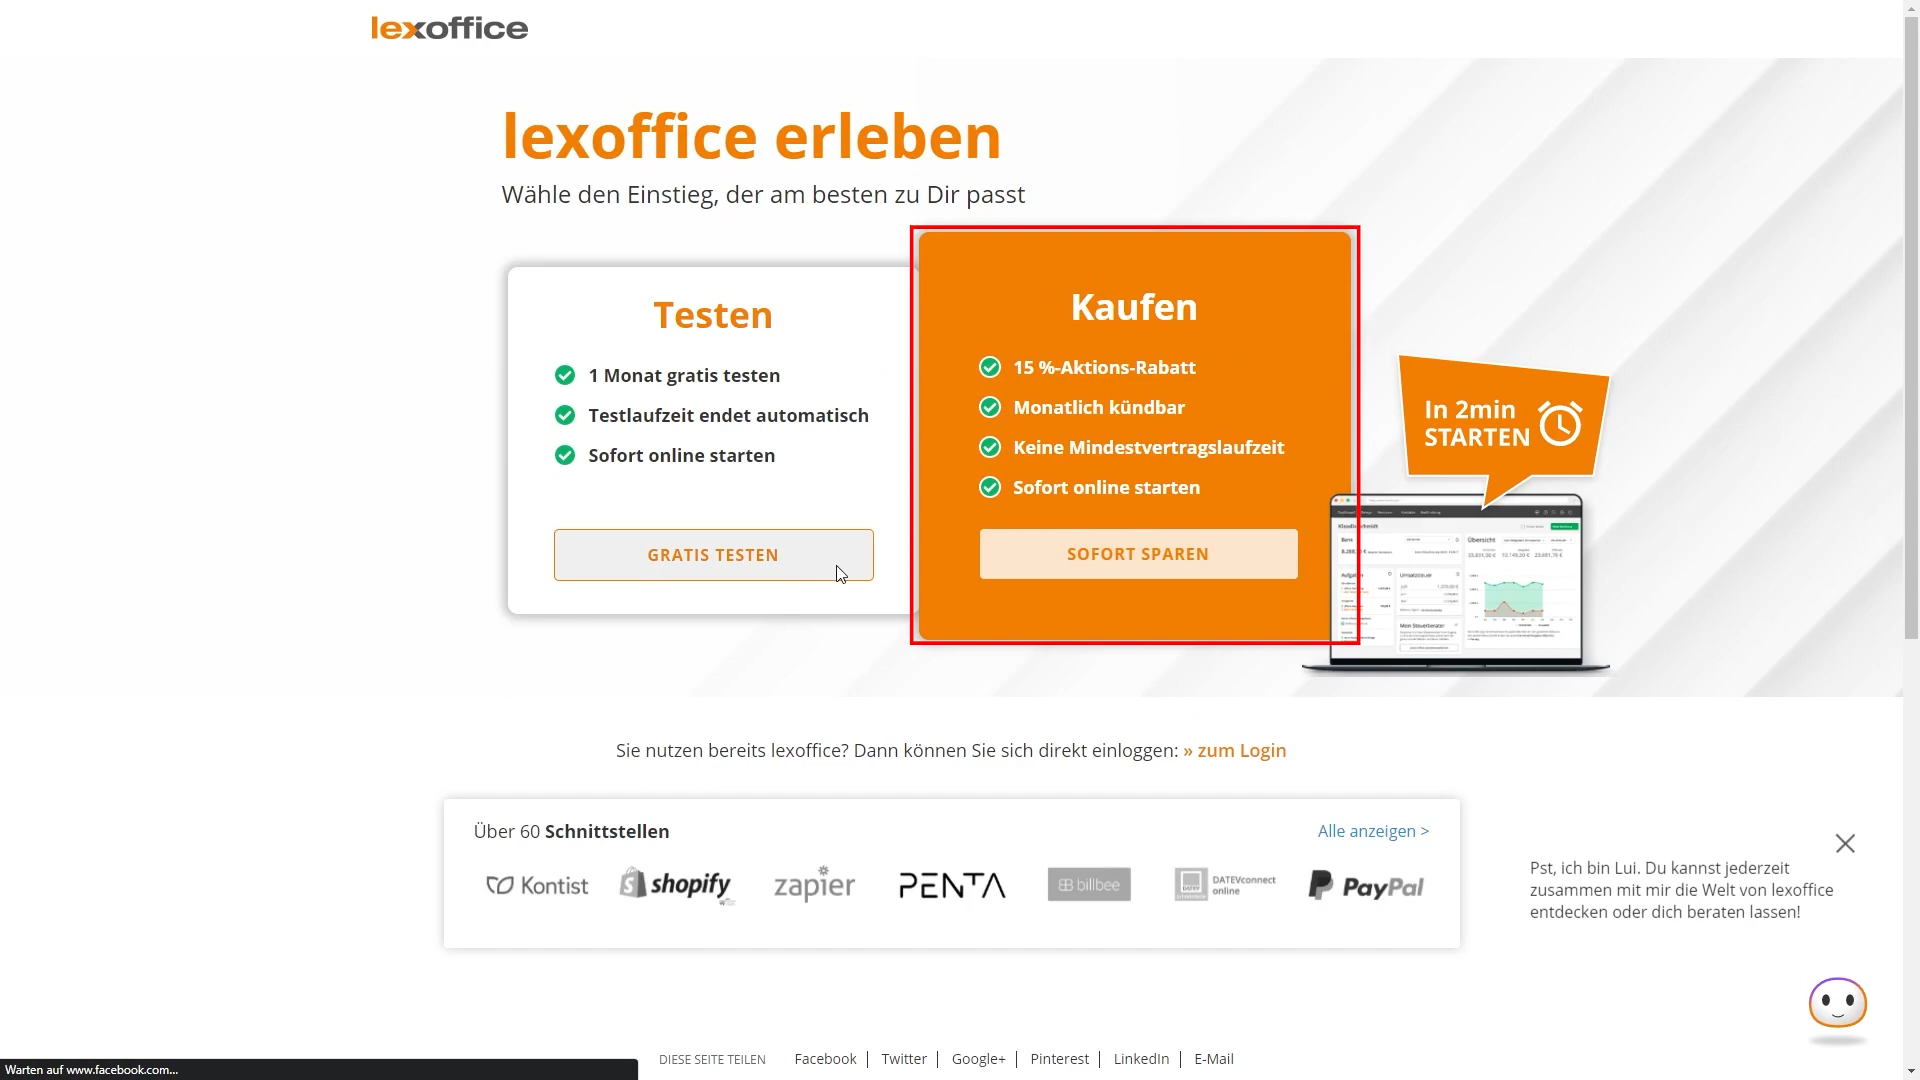 lexoffice
lexoffice erleben
Wähle den Einstieg, der am besten zu Dir passt
Testen
1 Monat gratis testen
Testlaufzeit endet automatisch
Sofort online starten
GRATIS TESTEN
Kaufen
15 %-Aktions-Rabatt
Monatlich kündbar
Keine Mindestvertragslaufzeit
Sofort online starten
SOFORT SPAREN
In 2min
STARTEN
Übersicht
Aufgaben
Umsatzsteuer
Mein Steuerberater
Sie nutzen bereits lexoffice? Dann können Sie sich direkt einloggen: » zum Login
Über 60 Schnittstellen
Alle anzeigen >
Kontist
shopify
zapier
PENTA
billbee
DATEVconnect
online
PayPal
Pst, ich bin Lui. Du kannst jederzeit
zusammen mit mir die Welt von lexoffice
entdecken oder dich beraten lassen!
DIESE SEITE TEILEN
Facebook
Twitter
Google+
Pinterest
LinkedIn
E-Mail
Warten auf www.facebook.com...